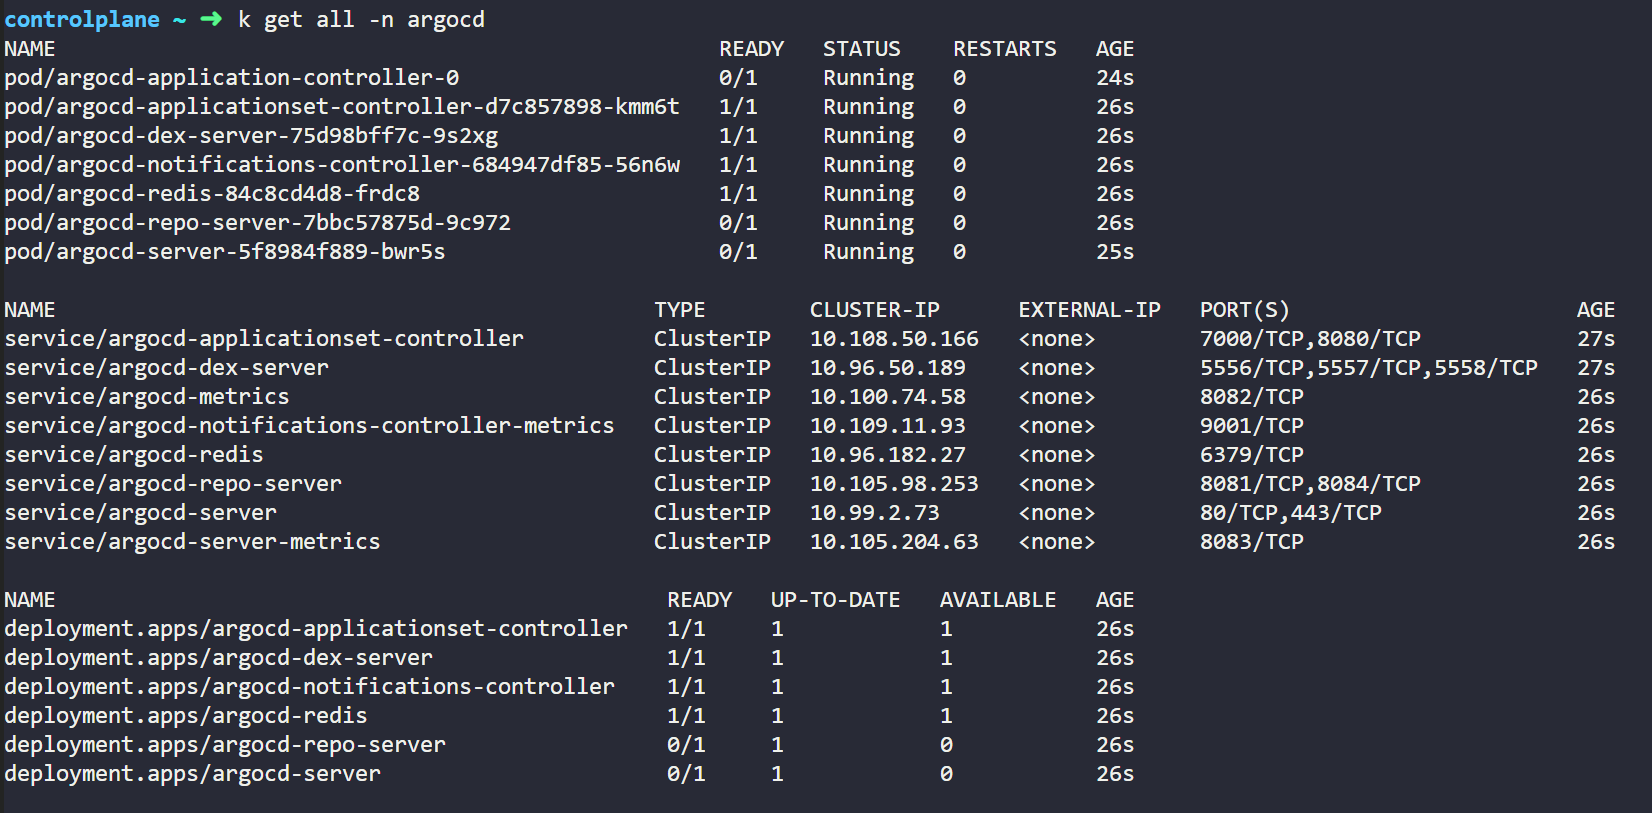 controlplane ~ ➜ k get all -n argocd
NAME READY STATUS RESTARTS AGE
pod/argocd-application-controller-0 0/1 Running 0 24s
pod/argocd-applicationset-controller-d7c857898-kmm6t 1/1 Running 0 26s
pod/argocd-dex-server-75d98bff7c-9s2xg 1/1 Running 0 26s
pod/argocd-notifications-controller-684947df85-56n6w 1/1 Running 0 26s
pod/argocd-redis-84c8cd4d8-frdc8 1/1 Running 0 26s
pod/argocd-repo-server-7bbc57875d-9c972 0/1 Running 0 26s
pod/argocd-server-5f8984f889-bwr5s 0/1 Running 0 25s
NAME TYPE CLUSTER-IP EXTERNAL-IP PORT(S) AGE
service/argocd-applicationset-controller ClusterIP 10.108.50.166 <none> 7000/TCP,8080/TCP 27s
service/argocd-dex-server ClusterIP 10.96.50.189 <none> 5556/TCP,5557/TCP,5558/TCP 27s
service/argocd-metrics ClusterIP 10.100.74.58 <none> 8082/TCP 26s
service/argocd-notifications-controller-metrics ClusterIP 10.109.11.93 <none> 9001/TCP 26s
service/argocd-redis ClusterIP 10.96.182.27 <none> 6379/TCP 26s
service/argocd-repo-server ClusterIP 10.105.98.253 <none> 8081/TCP,8084/TCP 26s
service/argocd-server ClusterIP 10.99.2.73 <none> 80/TCP,443/TCP 26s
service/argocd-server-metrics ClusterIP 10.105.204.63 <none> 8083/TCP 26s
NAME READY UP-TO-DATE AVAILABLE AGE
deployment.apps/argocd-applicationset-controller 1/1 1 1 26s
deployment.apps/argocd-dex-server 1/1 1 1 26s
deployment.apps/argocd-notifications-controller 1/1 1 1 26s
deployment.apps/argocd-redis 1/1 1 1 26s
deployment.apps/argocd-repo-server 0/1 1 0 26s
deployment.apps/argocd-server 0/1 1 0 26s